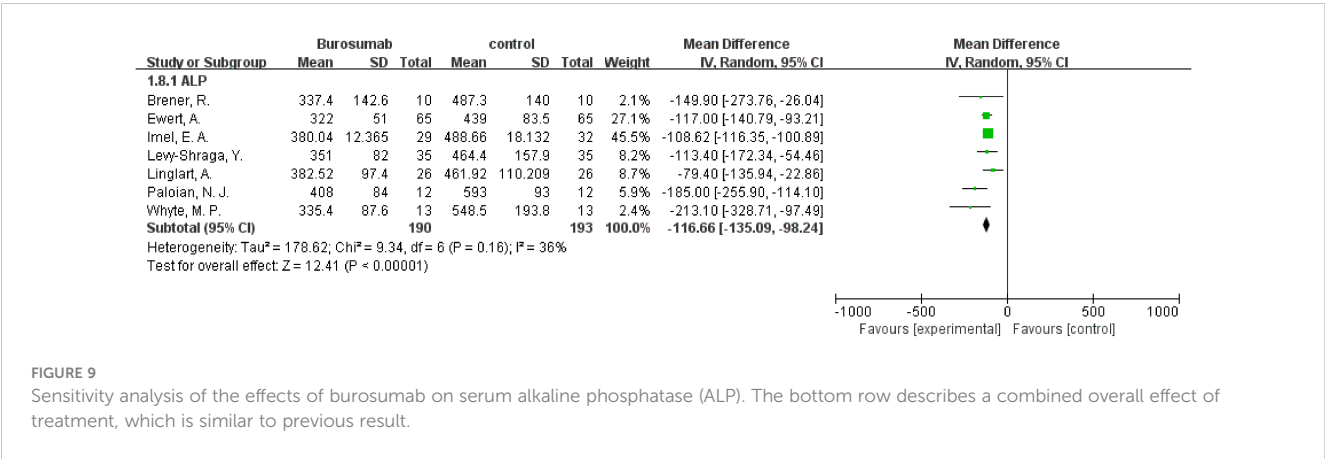 Burosumab control Mean Difference Mean Difference
Study or Subgroup Mean SD Total Mean SD Total Weight IV, Random, 95% CI IV, Random, 95% CI
1.8.1 ALP
Brener, R. 337.4 142.6 10 487.3 140 10 2.1% -149.90 [-273.76, -26.04]
Ewert, A. 322 51 65 439 83.5 65 27.1% -117.00 [-140.79, -93.21]
Imel, E. A. 380.04 12.365 29 488.66 18.132 32 45.5% -108.62 [-116.35, -100.89]
Levy-Shraga, Y. 351 82 35 464.4 157.9 35 8.2% -113.40 [-172.34, -54.46]
Linglart, A. 382.52 97.4 26 461.92 110.209 26 8.7% -79.40 [-135.94, -22.86]
Paloian, N. J. 408 84 12 593 93 12 5.9% -185.00 [-255.90, -114.10]
Whyte, M. P. 335.4 87.6 13 548.5 193.8 13 2.4% -213.10 [-328.71, -97.49]
Subtotal (95% CI) 190 193 100.0% -116.66 [-135.09, -98.24]
Heterogeneity: Tau² = 178.62; Chi² = 9.34, df = 6 (P = 0.16); I² = 36%
Test for overall effect: Z = 12.41 (P < 0.00001)
-1000 -500 0 500 1000
Favours [experimental] Favours [control]
FIGURE 9
Sensitivity analysis of the effects of burosumab on serum alkaline phosphatase (ALP). The bottom row describes a combined overall effect of
treatment, which is similar to previous result.